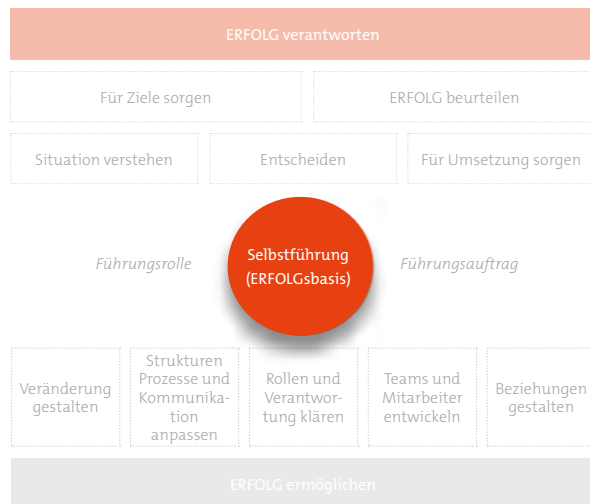 ERFOLG verantworten
Für Ziele sorgen
ERFOLG beurteilen
Situation verstehen
Entscheiden
Für Umsetzung sorgen
Führungsrolle
Selbstführung
(ERFOLGsbasis)
Führungsauftrag
Veränderung
gestalten
Strukturen
Prozesse und
Kommunika-
tion
anpassen
Rollen und
Verantwor-
tung klären
Teams und
Mitarbeiter
entwickeln
Beziehungen
gestalten
ERFOLG ermöglichen